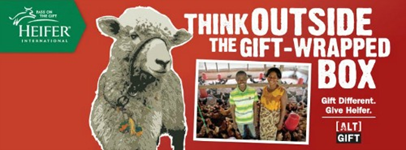 PASS ON
THE GIFT
HEIFER
INTERNATIONAL
THINK OUTSIDE
THE GIFT-WRAPPED
BOX
Gift Different.
Give Heifer.
[ALT]
GIFT